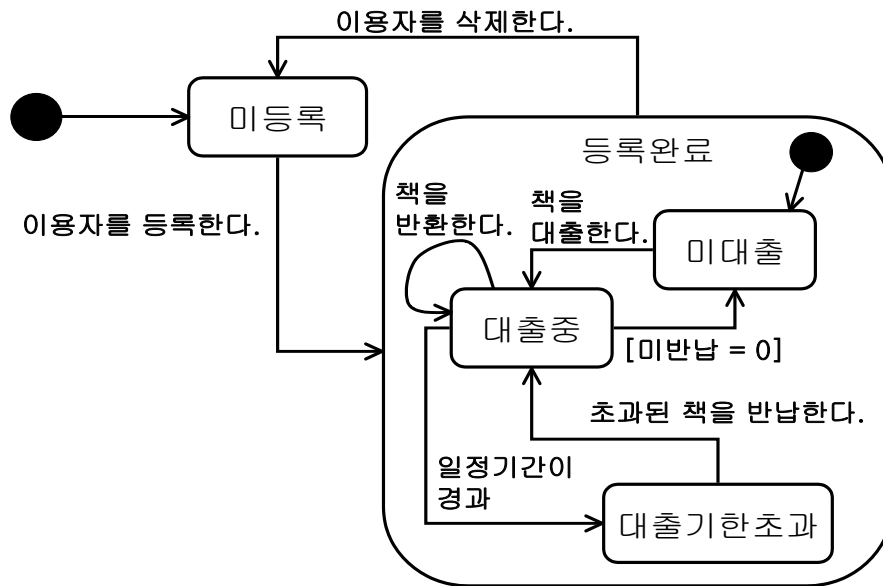 이용자를 삭제한다.
미등록
등록완료
책을
반환한다.
책을
대출한다.
이용자를 등록한다.
미대출
대출중
[미반납 = 0]
초과된 책을 반납한다.
일정기간이
경과
대출기한초과